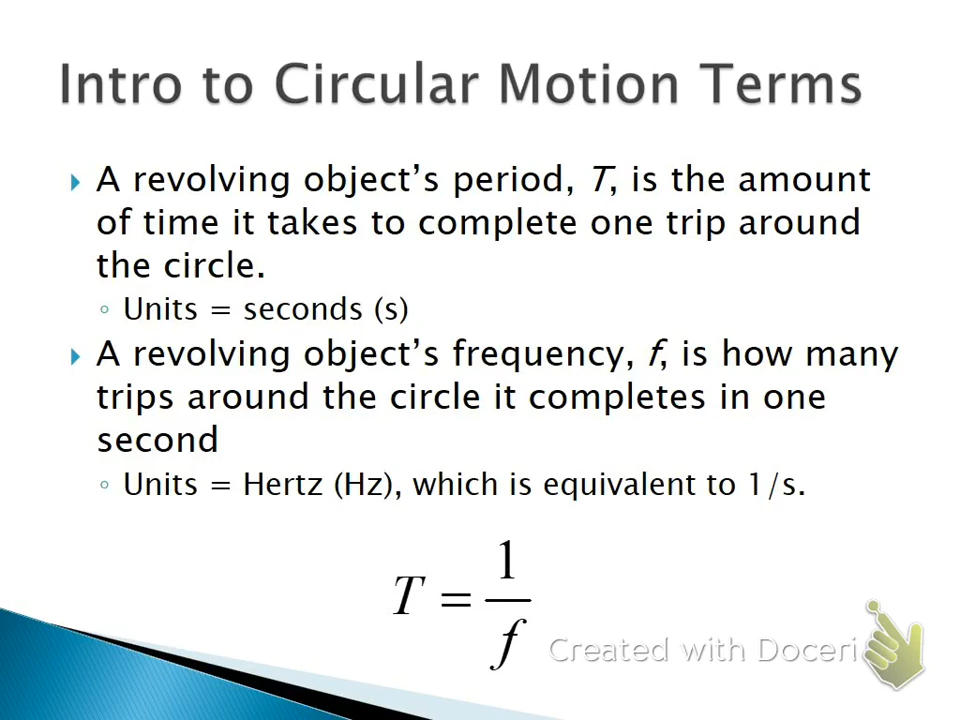 Intro to Circular Motion Terms
A revolving object’s period, T, is the amount
of time it takes to complete one trip around
the circle.
Units = seconds (s)
A revolving object’s frequency, f, is how many
trips around the circle it completes in one
second
Units = Hertz (Hz), which is equivalent to 1/s.
T = 1/f
Created with Doceri